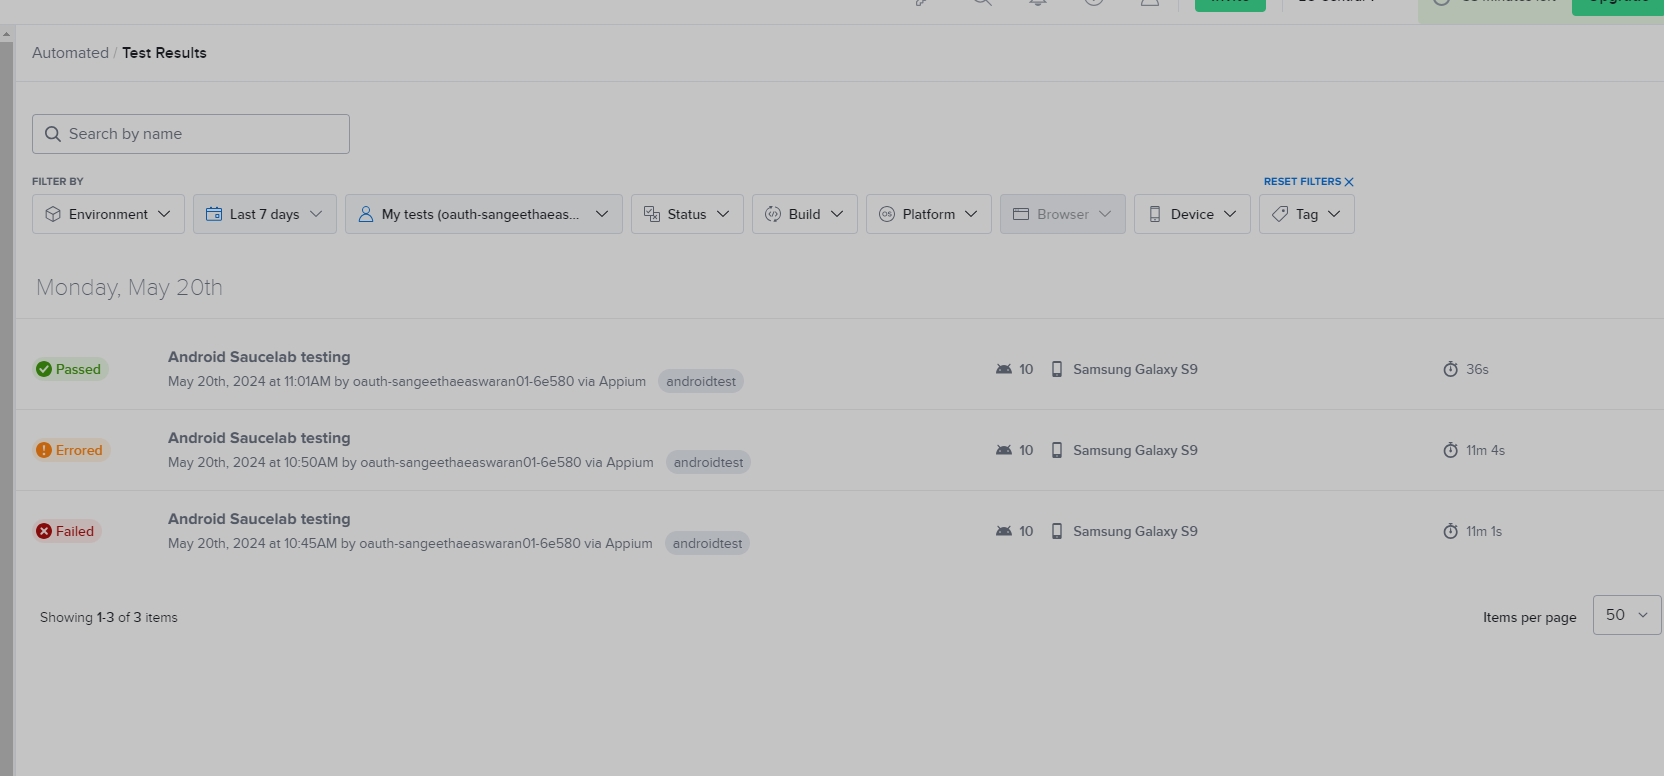 Automated / Test Results
Search by name
FILTER BY
RESET FILTERS
Environment
Last 7 days
My tests (oauth-sangeethaeas...
Status
Build
OS Platform
Browser
Device
Tag
Monday, May 20th
Passed
Android Saucelab testing
May 20th, 2024 at 11:01AM by oauth-sangeethaeaswaran01-6e580 via Appium androidtest
10 Samsung Galaxy S9
36s
Errored
Android Saucelab testing
May 20th, 2024 at 10:50AM by oauth-sangeethaeaswaran01-6e580 via Appium androidtest
10 Samsung Galaxy S9
11m 4s
Failed
Android Saucelab testing
May 20th, 2024 at 10:45AM by oauth-sangeethaeaswaran01-6e580 via Appium androidtest
10 Samsung Galaxy S9
11m 1s
Showing 1-3 of 3 items
Items per page 50